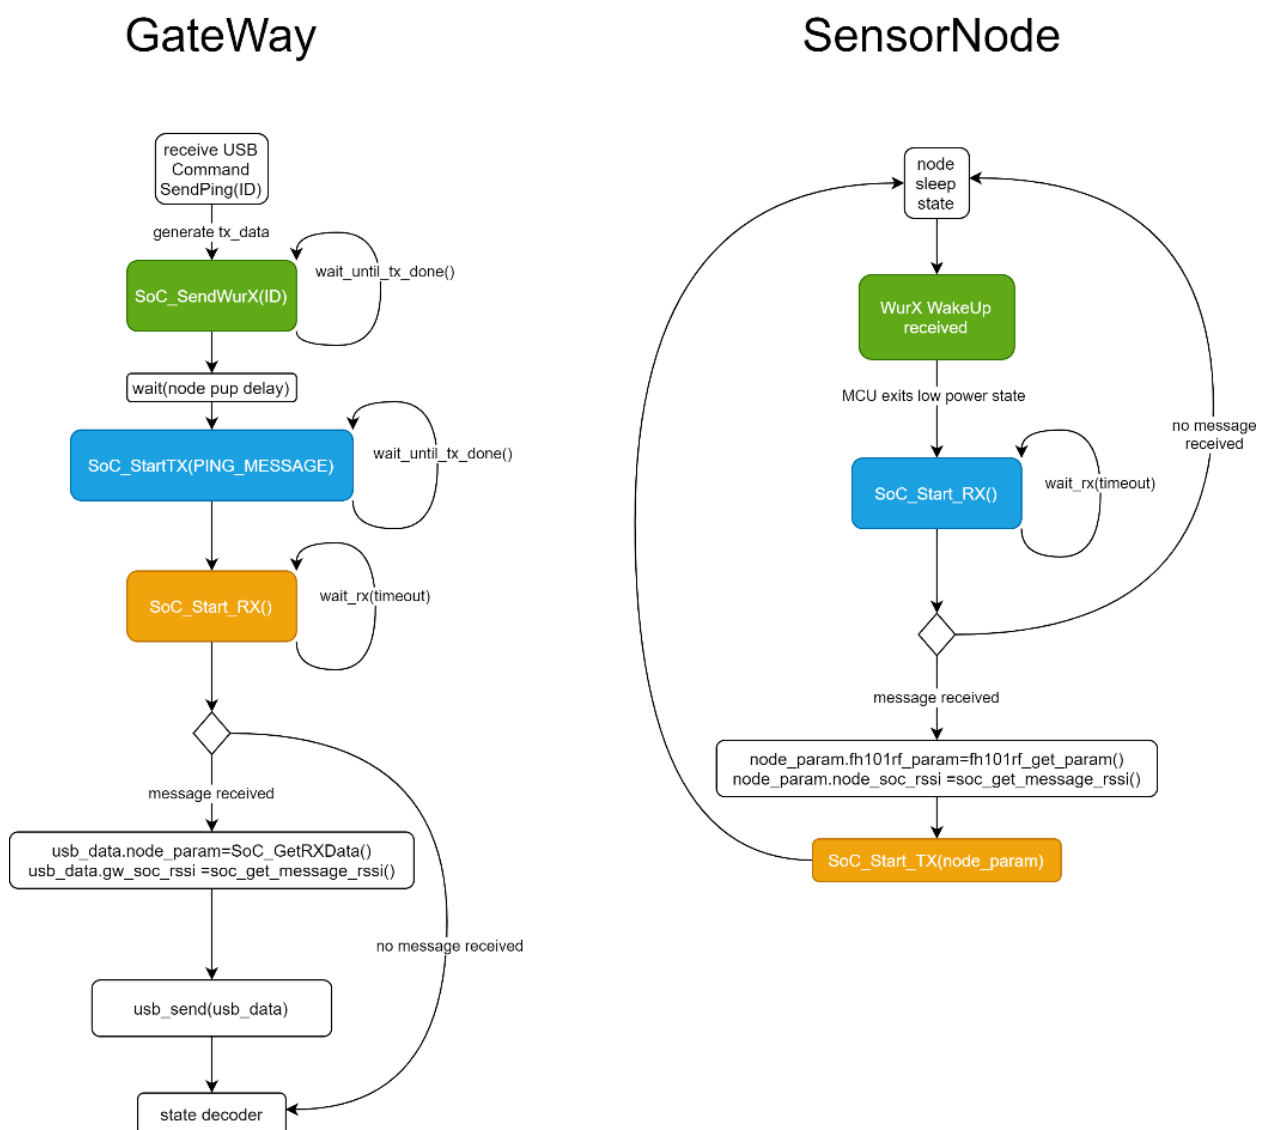 GateWay
receive USB
Command
SendPing(ID)
generate tx_data
wait_until_tx_done()
SoC_SendWurX(ID)
wait(node pup delay)
wait_until_tx_done()
SoC_StartTX(PING_MESSAGE)
wait_rx(timeout)
SoC_Start_RX()
message received
usb_data.node_param=SoC_GetRXData()
usb_data.gw_soc_rssi =soc_get_message_rssi()
no message received
usb_send(usb_data)
state decoder
SensorNode
node
sleep
state
WurX WakeUp
received
MCU exits low power state
no message
received
wait_rx(timeout)
SoC_Start_RX()
message received
node_param.fh101rf_param=fh101rf_get_param()
node_param.node_soc_rssi =soc_get_message_rssi()
SoC_Start_TX(node_param)